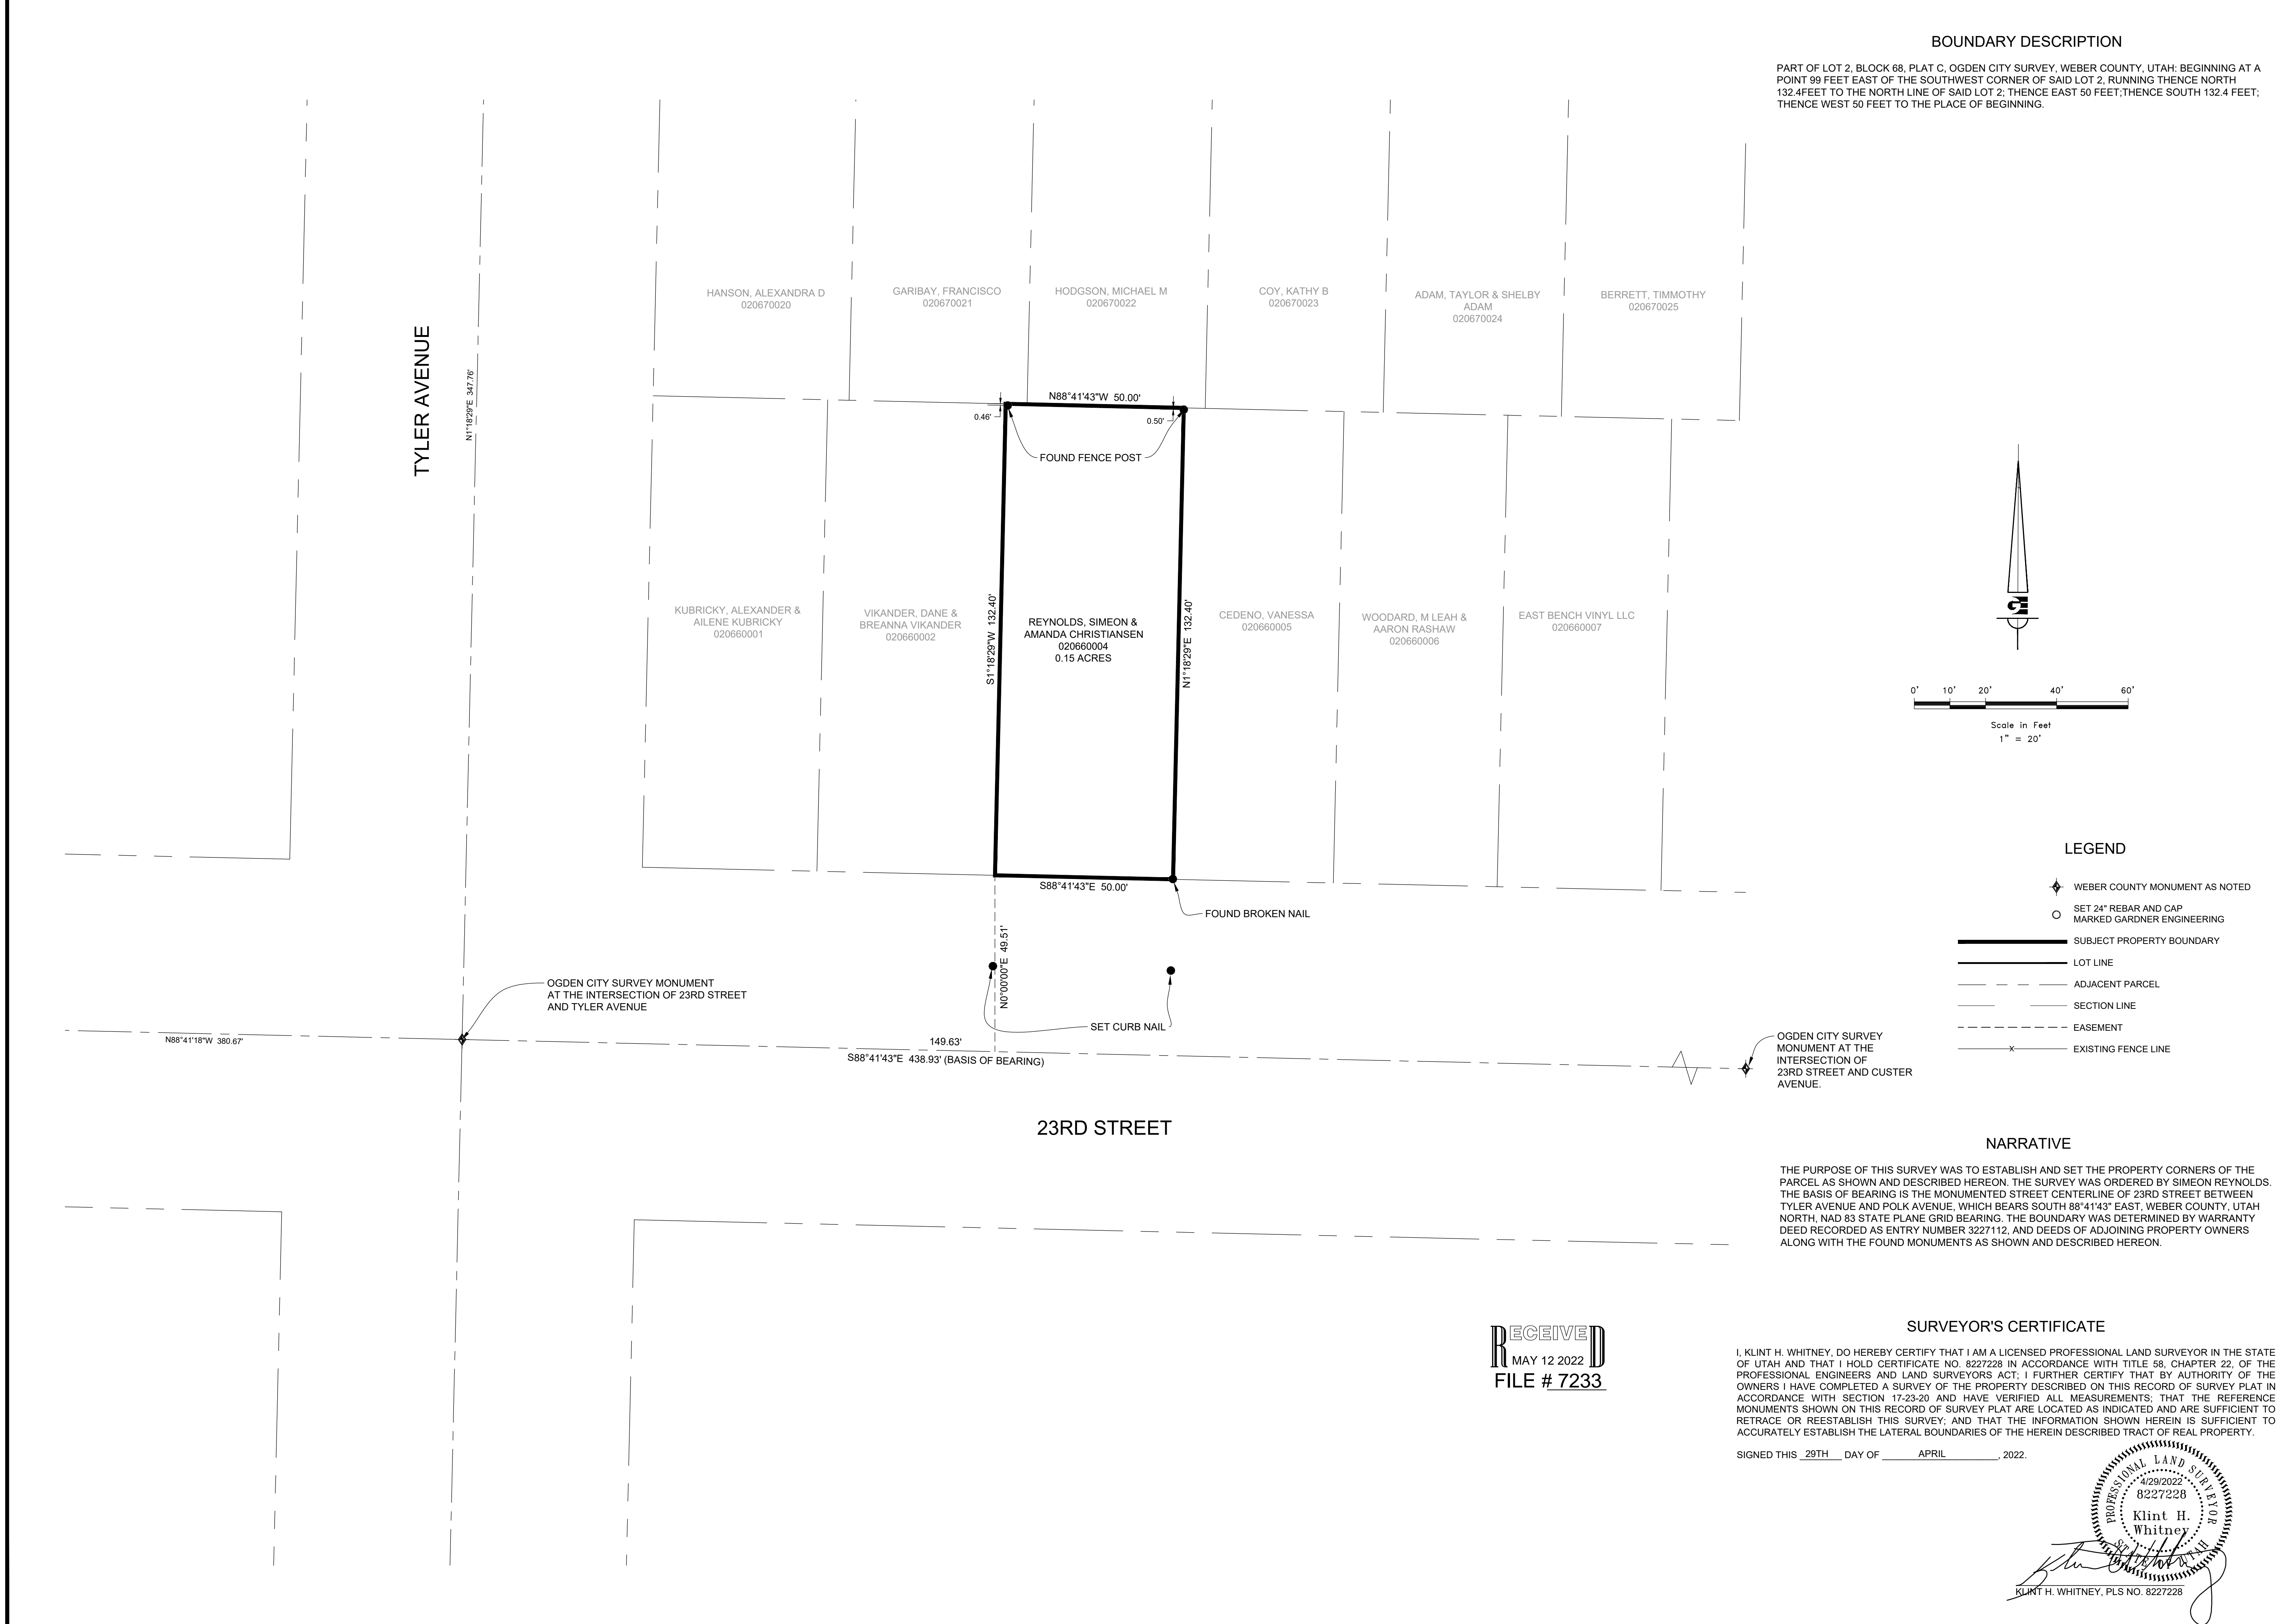 BOUNDARY DESCRIPTION
PART OF LOT 2, BLOCK 68, PLAT C, OGDEN CITY SURVEY, WEBER COUNTY, UTAH: BEGINNING AT A
POINT 99 FEET EAST OF THE SOUTHWEST CORNER OF SAID LOT 2, RUNNING THENCE NORTH
132.4FEET TO THE NORTH LINE OF SAID LOT 2; THENCE EAST 50 FEET;THENCE SOUTH 132.4 FEET;
THENCE WEST 50 FEET TO THE PLACE OF BEGINNING.
TYLER AVENUE
N1°18'29"E 347.76'
HANSON, ALEXANDRA D
020670020
GARIBAY, FRANCISCO
020670021
HODGSON, MICHAEL M
020670022
COY, KATHY B
020670023
ADAM, TAYLOR & SHELBY
ADAM
020670024
BERRETT, TIMMOTHY
020670025
N88°41'43"W 50.00'
0.46'
0.50'
FOUND FENCE POST
KUBRICKY, ALEXANDER &
AILENE KUBRICKY
020660001
VIKANDER, DANE &
BREANNA VIKANDER
020660002
S1°18'29"W 132.40'
REYNOLDS, SIMEON &
AMANDA CHRISTIANSEN
020660004
0.15 ACRES
N1°18'29"E 132.40'
CEDENO, VANESSA
020660005
WOODARD, M LEAH &
AARON RASHAW
020660006
EAST BENCH VINYL LLC
020660007
S88°41'43"E 50.00'
FOUND BROKEN NAIL
N0°00'00"E 49.51'
SET CURB NAIL
OGDEN CITY SURVEY MONUMENT
AT THE INTERSECTION OF 23RD STREET
AND TYLER AVENUE
N88°41'18"W 380.67'
149.63'
S88°41'43"E 438.93' (BASIS OF BEARING)
OGDEN CITY SURVEY
MONUMENT AT THE
INTERSECTION OF
23RD STREET AND CUSTER
AVENUE.
23RD STREET
G
0' 10' 20' 40' 60'
Scale in Feet
1" = 20'
LEGEND
WEBER COUNTY MONUMENT AS NOTED
SET 24" REBAR AND CAP
MARKED GARDNER ENGINEERING
SUBJECT PROPERTY BOUNDARY
LOT LINE
ADJACENT PARCEL
SECTION LINE
EASEMENT
X EXISTING FENCE LINE
NARRATIVE
THE PURPOSE OF THIS SURVEY WAS TO ESTABLISH AND SET THE PROPERTY CORNERS OF THE
PARCEL AS SHOWN AND DESCRIBED HEREON. THE SURVEY WAS ORDERED BY SIMEON REYNOLDS.
THE BASIS OF BEARING IS THE MONUMENTED STREET CENTERLINE OF 23RD STREET BETWEEN
TYLER AVENUE AND POLK AVENUE, WHICH BEARS SOUTH 88°41'43" EAST, WEBER COUNTY, UTAH
NORTH, NAD 83 STATE PLANE GRID BEARING. THE BOUNDARY WAS DETERMINED BY WARRANTY
DEED RECORDED AS ENTRY NUMBER 3227112, AND DEEDS OF ADJOINING PROPERTY OWNERS
ALONG WITH THE FOUND MONUMENTS AS SHOWN AND DESCRIBED HEREON.
RECEIVED
MAY 12 2022
FILE # 7233
SURVEYOR'S CERTIFICATE
I, KLINT H. WHITNEY, DO HEREBY CERTIFY THAT I AM A LICENSED PROFESSIONAL LAND SURVEYOR IN THE STATE
OF UTAH AND THAT I HOLD CERTIFICATE NO. 8227228 IN ACCORDANCE WITH TITLE 58, CHAPTER 22, OF THE
PROFESSIONAL ENGINEERS AND LAND SURVEYORS ACT; I FURTHER CERTIFY THAT BY AUTHORITY OF THE
OWNERS I HAVE COMPLETED A SURVEY OF THE PROPERTY DESCRIBED ON THIS RECORD OF SURVEY PLAT IN
ACCORDANCE WITH SECTION 17-23-20 AND HAVE VERIFIED ALL MEASUREMENTS; THAT THE REFERENCE
MONUMENTS SHOWN ON THIS RECORD OF SURVEY PLAT ARE LOCATED AS INDICATED AND ARE SUFFICIENT TO
RETRACE OR REESTABLISH THIS SURVEY; AND THAT THE INFORMATION SHOWN HEREIN IS SUFFICIENT TO
ACCURATELY ESTABLISH THE LATERAL BOUNDARIES OF THE HEREIN DESCRIBED TRACT OF REAL PROPERTY.
SIGNED THIS 29TH DAY OF APRIL, 2022.
PROFESSIONAL LAND SURVEYOR
4/29/2022
8227228
Klint H.
Whitney
STATE OF UTAH
KLINT H. WHITNEY, PLS NO. 8227228